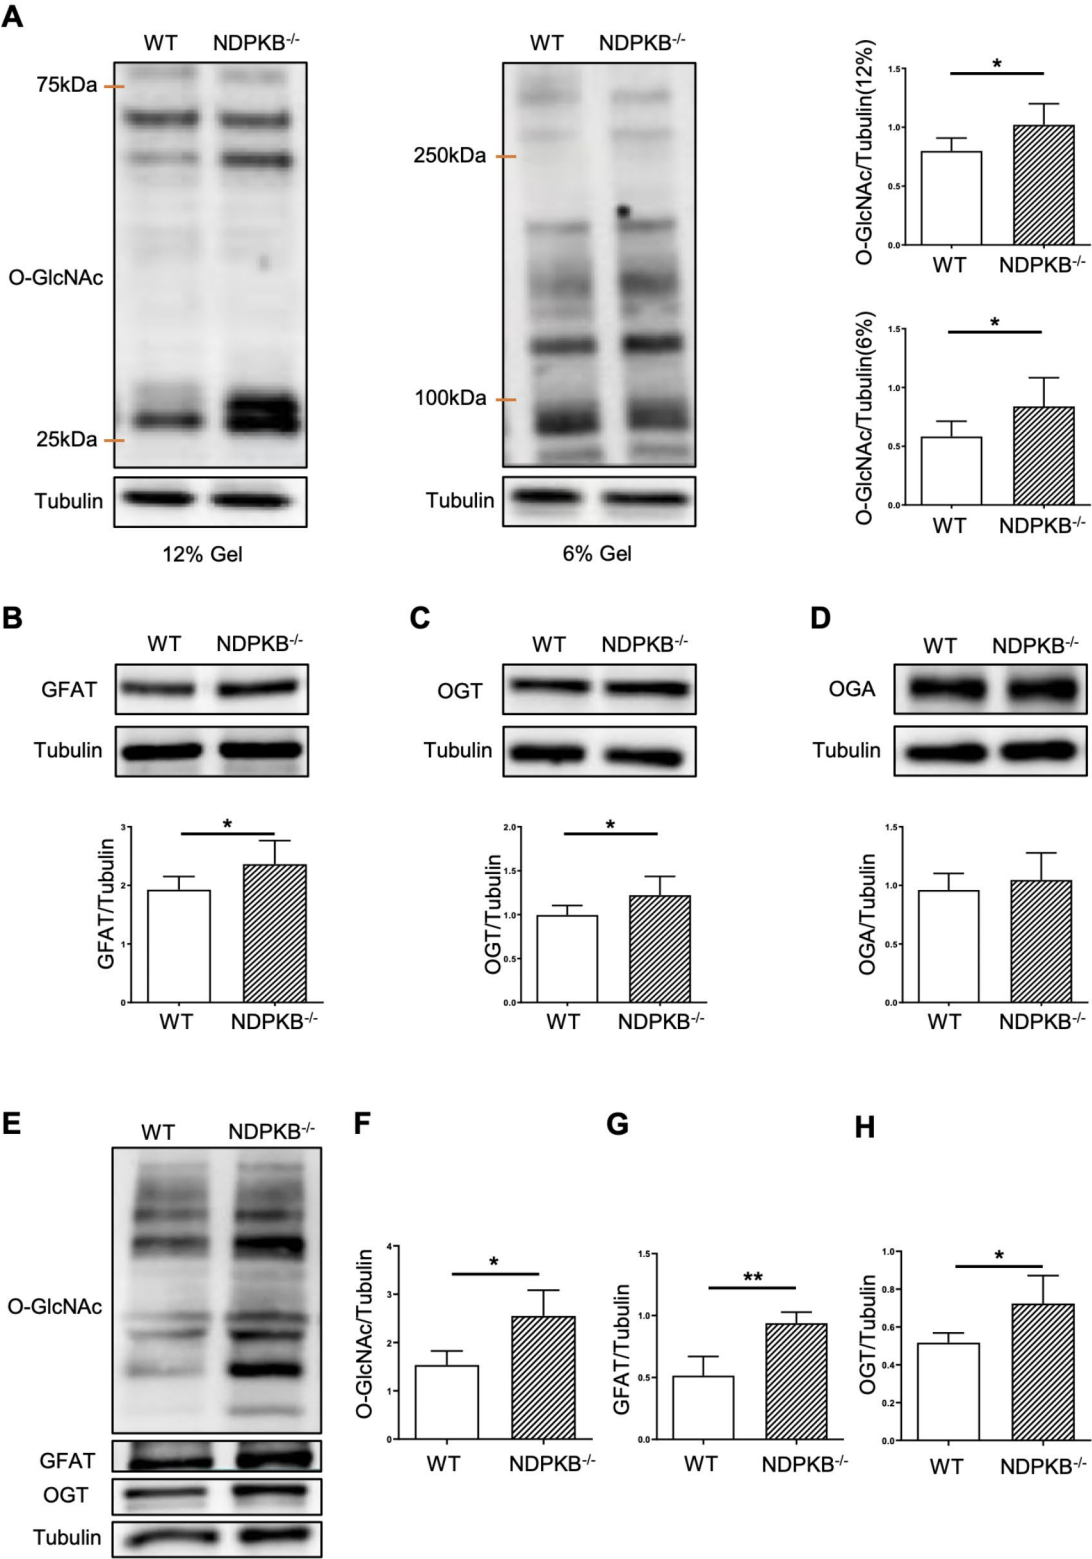 A
WT NDPKB-/-
75kDa
O-GlcNAc
25kDa
Tubulin
12% Gel
WT NDPKB-/-
250kDa
100kDa
Tubulin
6% Gel
O-GlcNAc/Tubulin(12%)
1.5
1.0
0.5
0.0
*
WT NDPKB-/-
O-GlcNAc/Tubulin(6%)
1.5
1.0
0.5
0.0
*
WT NDPKB-/-
B
WT NDPKB-/-
GFAT
Tubulin
GFAT/Tubulin
3
2
1
0
*
WT NDPKB-/-
C
WT NDPKB-/-
OGT
Tubulin
OGT/Tubulin
2.0
1.5
1.0
0.5
0.0
*
WT NDPKB-/-
D
WT NDPKB-/-
OGA
Tubulin
OGA/Tubulin
1.5
1.0
0.5
0.0
WT NDPKB-/-
E
WT NDPKB-/-
O-GlcNAc
GFAT
OGT
Tubulin
F
O-GlcNAc/Tubulin
4
3
2
1
0
*
WT NDPKB-/-
G
GFAT/Tubulin
1.5
1.0
0.5
0.0
**
WT NDPKB-/-
H
OGT/Tubulin
1.0
0.8
0.6
0.4
0.2
0.0
*
WT NDPKB-/-